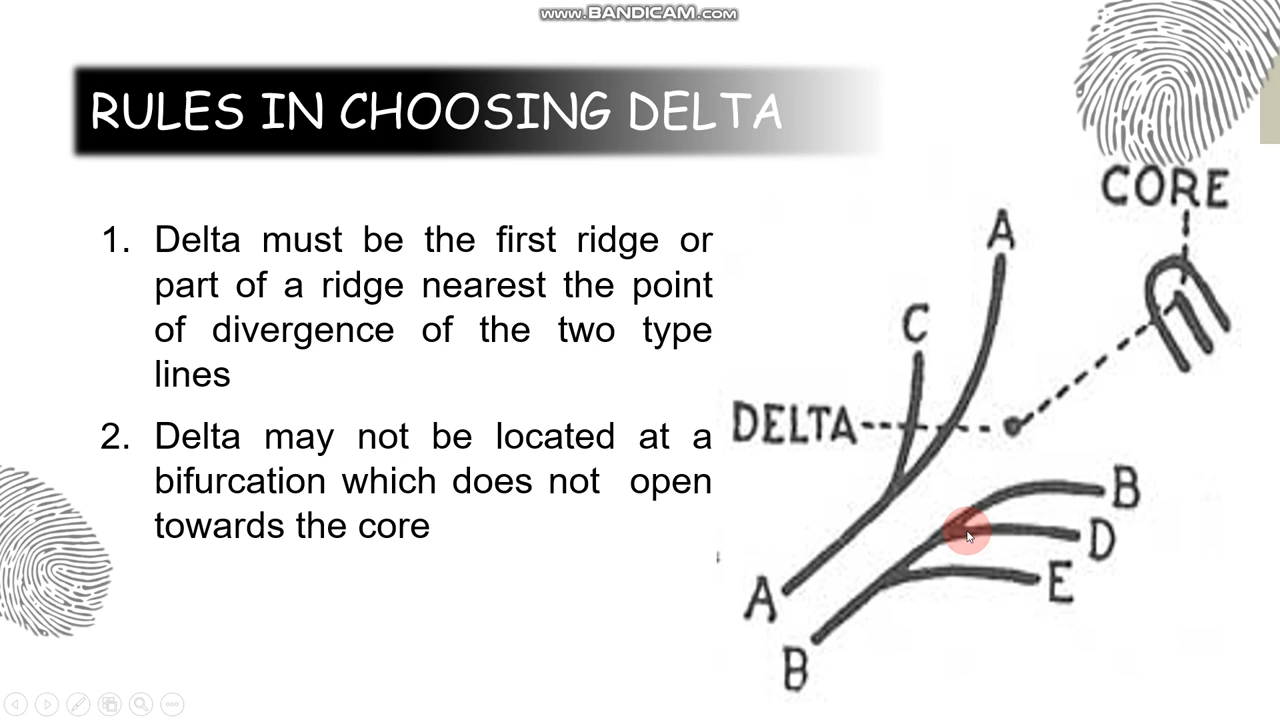 www.BANDICAM.com
RULES IN CHOOSING DELTA
1. Delta must be the first ridge or
part of a ridge nearest the point
of divergence of the two type
lines
2. Delta may not be located at a
bifurcation which does not open
towards the core
CORE
A
C
DELTA
B
D
E
A
B